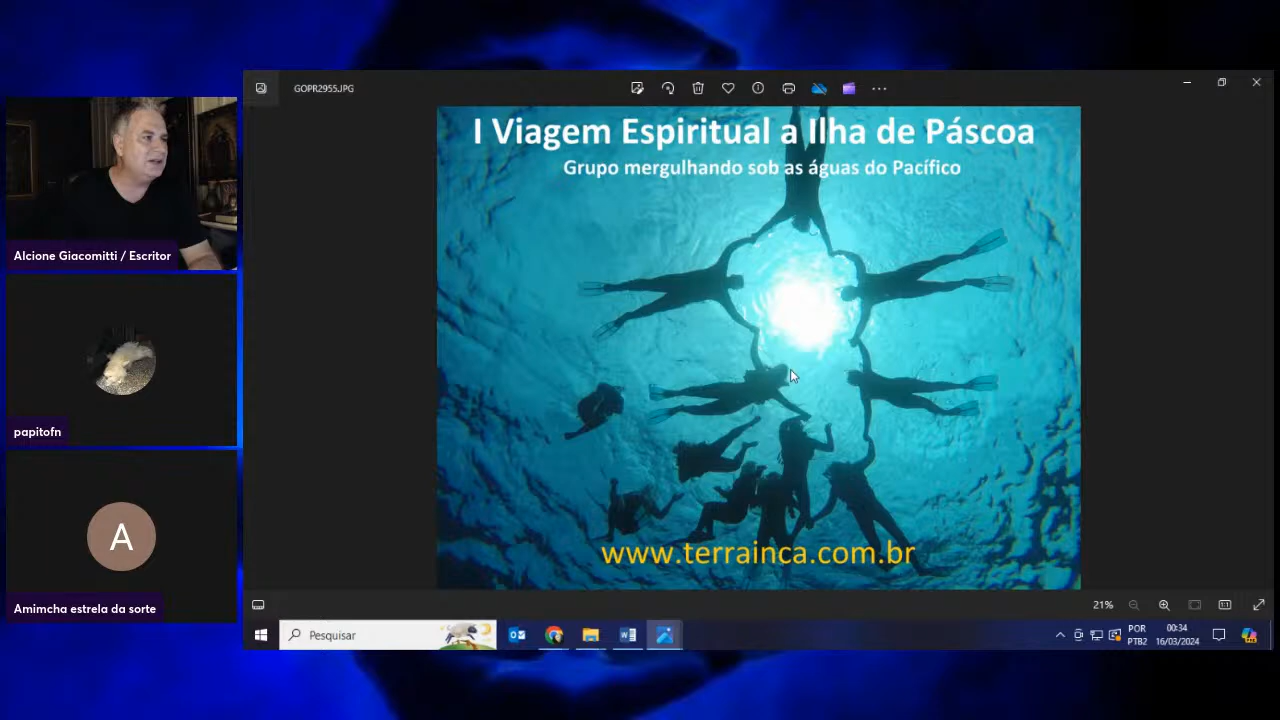 GOPR2955.JPG
I Viagem Espiritual a Ilha de Páscoa
Grupo mergulhando sob as águas do Pacífico
www.terrainca.com.br
Alcione Giacomitti / Escritor
papitofn
A
Amimcha estrela da sorte
21%
Pesquisar
POR
PTB2
00:34
16/03/2024